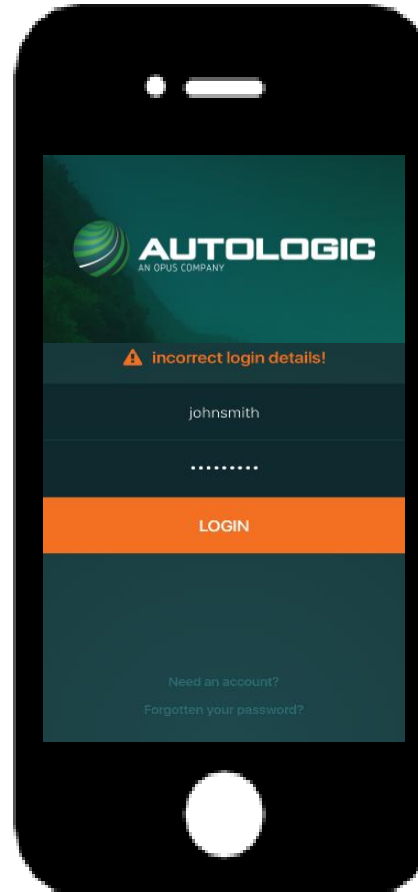 AUTOLOGIC
AN OPUS COMPANY
incorrect login details!
johnsmith
•••••••••
LOGIN
Need an account?
Forgotten your password?